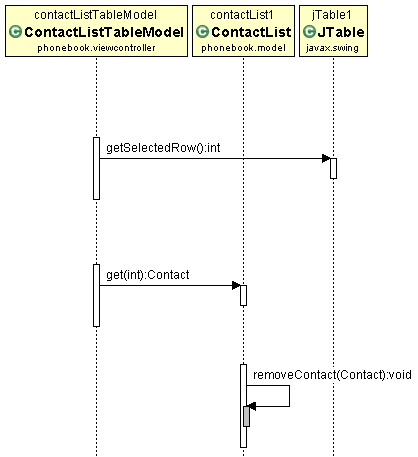 contactListTableModel
C ContactListTableModel
phonebook.viewcontroller
contactList1
C ContactList
phonebook.model
jTable1
C JTable
javax.swing
getSelectedRow():int
get(int):Contact
removeContact(Contact):void